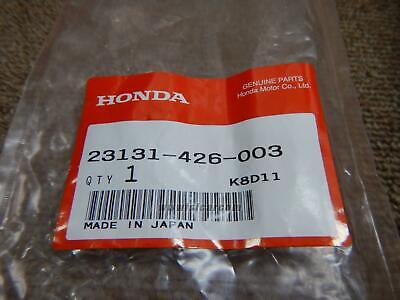 GENUINE PARTS
Honda Motor Co., Ltd.
HONDA
23131-426-003
QTY 1
K8D11
MADE IN JAPAN